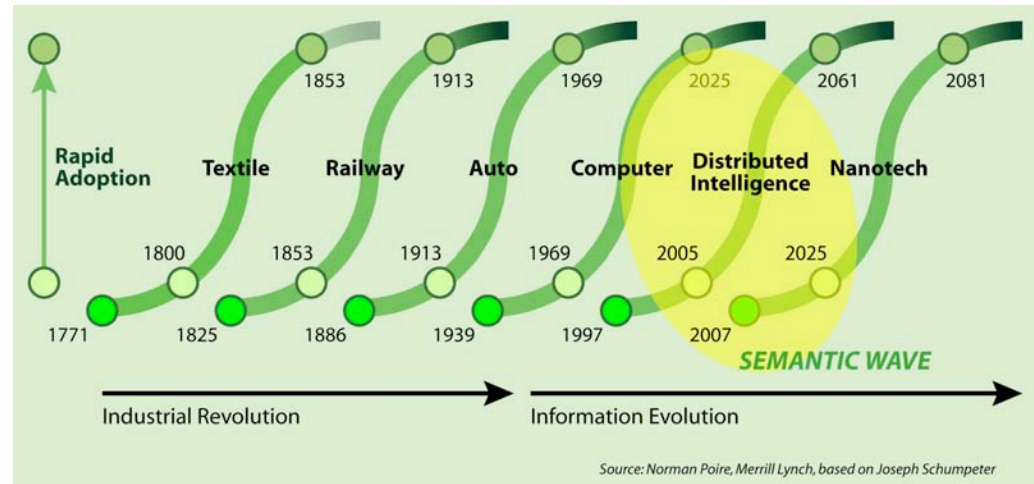 1853
1913
1969
2025
2061
2081
Rapid
Adoption
Textile
Railway
Auto
Computer
Distributed
Intelligence
Nanotech
1800
1853
1913
1969
2005
2025
1771
1825
1886
1939
1997
2007
SEMANTIC WAVE
Industrial Revolution
Information Evolution
Source: Norman Poire, Merrill Lynch, based on Joseph Schumpeter